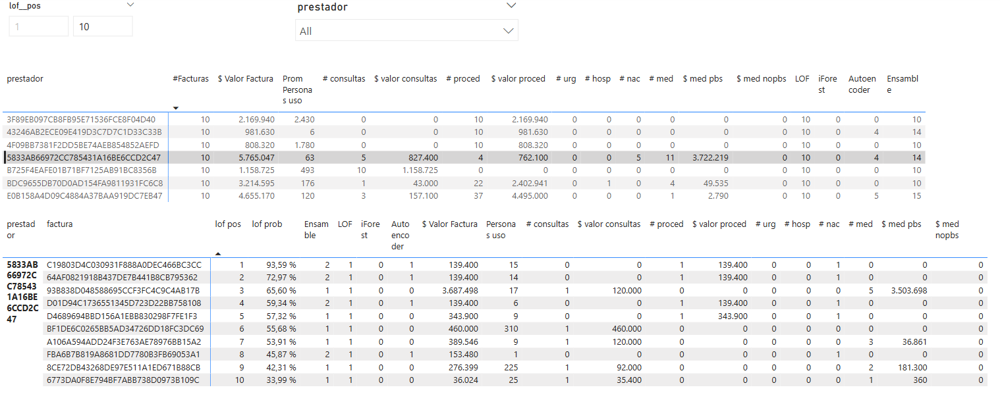 lof__pos
1 10
prestador
All
prestador #Facturas $ Valor Factura Prom Personas uso # consultas $ valor consultas # proced $ valor proced # urg # hosp # nac # med $ med pbs $ med nopbs LOF iForest Autoencoder Ensamble
3F89EB097CB8FB95E71536FCE8F04D40 10 2.169.940 2.430 0 0 10 2.169.940 0 0 0 0 0 0 10 0 0 10
43246AB2ECE09E419D3C7D7C1D33C33B 10 981.630 6 0 0 10 981.630 0 0 0 0 0 0 10 0 4 14
4F09BB7381F2DD5BE74AEB854852AEFD 10 808.320 1.780 0 0 10 808.320 0 0 0 0 0 0 10 0 0 10
5833AB66972CC785431A16BE6CCD2C47 10 5.765.047 63 5 827.400 4 762.100 0 0 5 11 3.722.219 0 10 0 4 14
B725F4EAFE01B71BF7125AB91BC8356B 10 1.158.725 493 10 1.158.725 0 0 0 0 0 0 0 0 10 0 0 10
BDC9655DB70D0AD154FA9811931FC6C8 10 3.214.595 176 1 43.000 22 2.402.941 0 1 0 4 49.535 0 10 0 0 10
E0B158A4D09C4884A37BAA919DC7EB47 10 4.655.170 120 3 157.100 37 4.495.000 0 0 0 1 2.790 0 10 0 5 15
prestador factura lof pos lof prob Ensamble LOF iForest Autoencoder $ Valor Factura Personas uso # consultas $ valor consultas # proced $ valor proced # urg # hosp # nac # med $ med pbs $ med nopbs
5833AB66972CC785431A16BE6CCD2C47
C19803D4C030931F888A0DEC466BC3CC 1 93,59 % 2 1 0 1 139.400 15 0 0 1 139.400 0 0 1 0 0 0
64AF0821918B437DE7B441B8CB795362 2 72,97 % 2 1 0 1 139.400 14 0 0 1 139.400 0 0 1 0 0 0
93B838D048588695CCF3FC4C9C4AB17B 3 65,60 % 1 1 0 0 3.687.498 17 1 120.000 0 0 0 0 0 5 3.503.698 0
D01D94C1736551345D723D22BB758108 4 59,34 % 2 1 0 1 139.400 6 0 0 1 139.400 0 0 1 0 0 0
D4689694BBD156A1EBB830298F7FE1F3 5 57,32 % 1 1 0 0 343.900 9 0 0 1 343.900 0 0 1 0 0 0
BF1DE6C0265BB5AD34726DD18FC3DC69 6 55,68 % 1 1 0 0 460.000 310 1 460.000 0 0 0 0 0 0 0 0
A106A594ADD24F3E763AE78976BB15A2 7 53,91 % 1 1 0 0 389.546 9 1 120.000 0 0 0 0 0 3 36.861 0
FBA6B7B819A8681DD7780B3FB69053A1 8 45,87 % 2 1 0 1 153.480 1 0 0 0 0 0 0 1 0 0 0
8CE72DB43268DE97E511A1ED671B88CB 9 42,31 % 1 1 0 0 276.399 225 1 92.000 0 0 0 0 0 2 181.300 0
6773DA0F8E794BF7ABB738D0973B109C 10 33,99 % 1 1 0 0 36.024 25 1 35.400 0 0 0 0 0 1 360 0